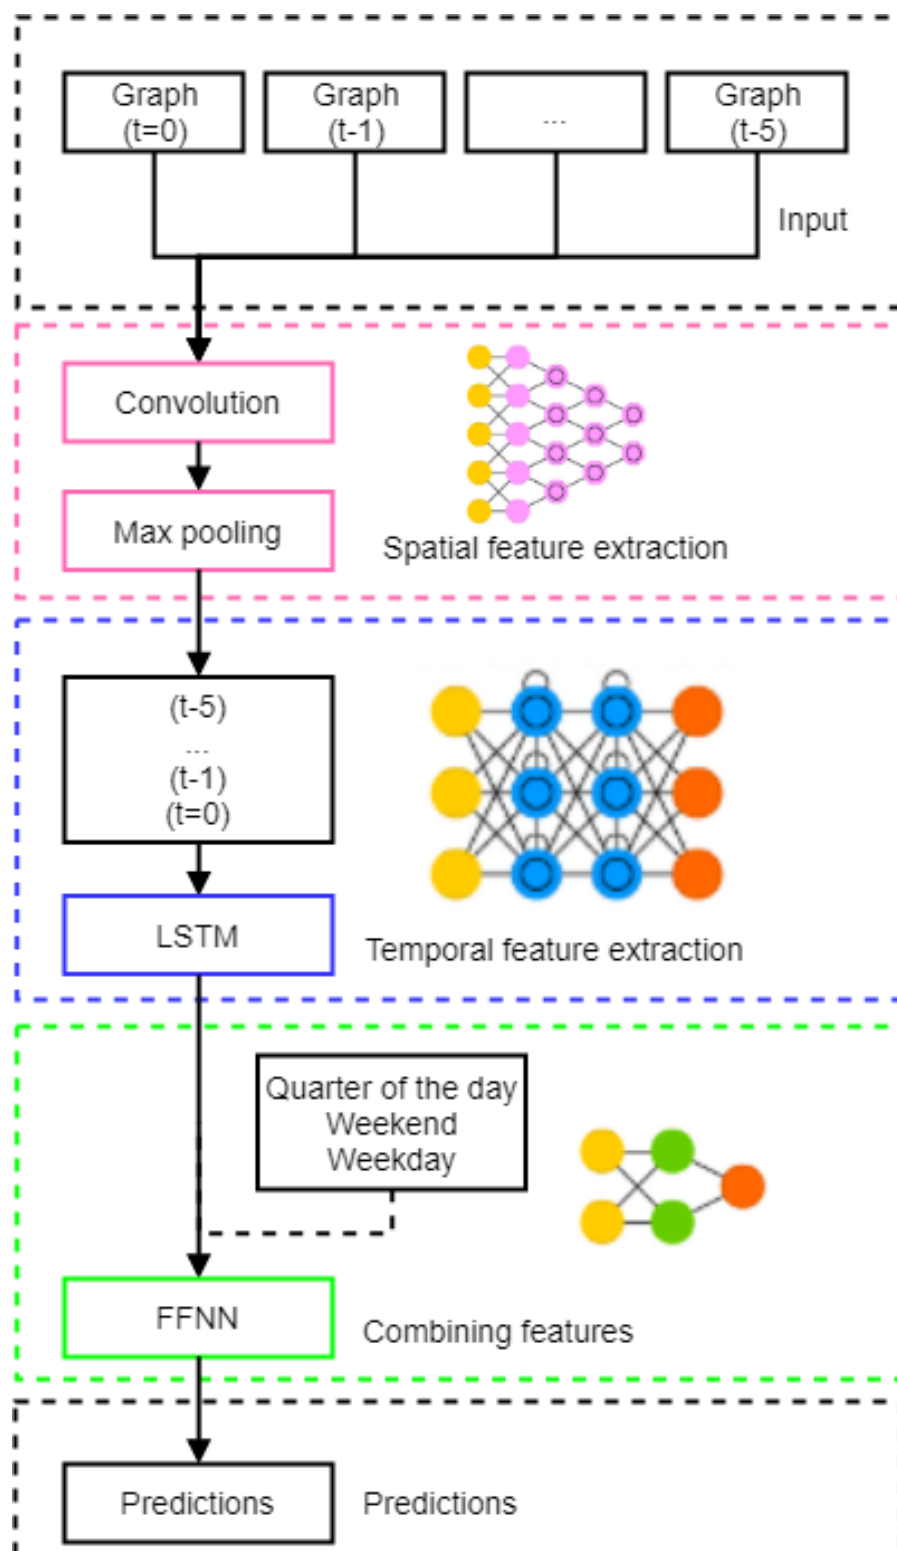 Graph
(t=0)
Graph
(t-1)
...
Graph
(t-5)
Input
Convolution
Max pooling
Spatial feature extraction
(t-5)
...
(t-1)
(t=0)
LSTM
Temporal feature extraction
Quarter of the day
Weekend
Weekday
FFNN
Combining features
Predictions
Predictions